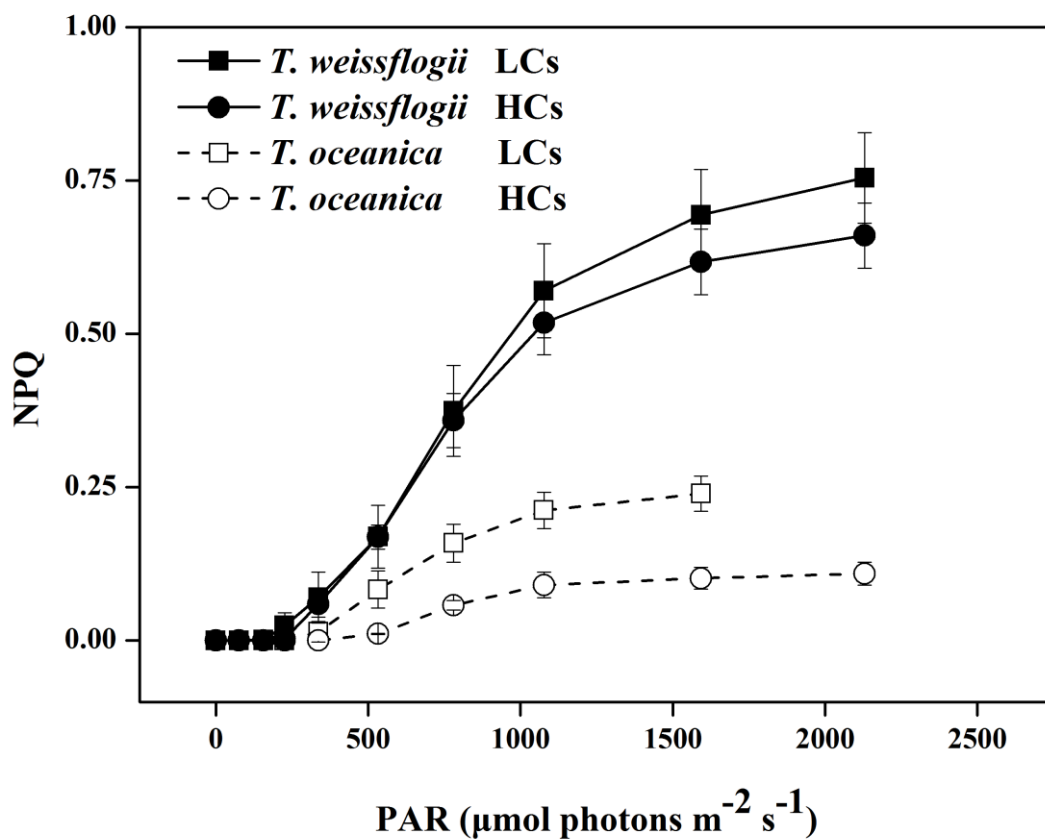 1.00
0.75
0.50
0.25
0.00
NPQ
T. weissflogii LCs
T. weissflogii HCs
T. oceanica LCs
T. oceanica HCs
0 500 1000 1500 2000 2500
PAR (μmol photons m⁻² s⁻¹)